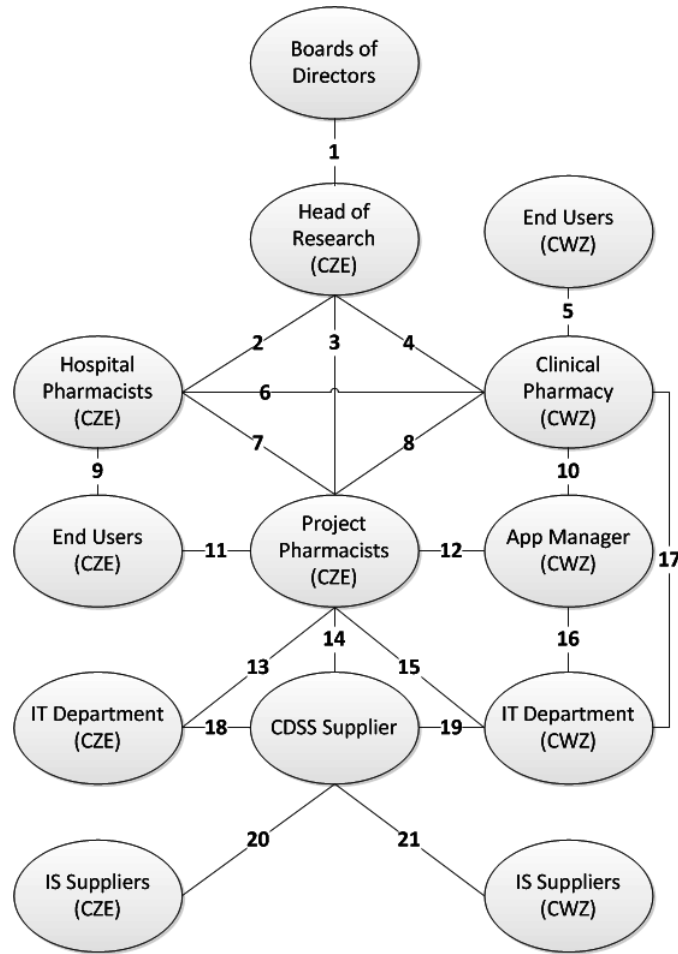 Boards of
Directors
1
Head of
Research
(CZE)
End Users
(CWZ)
5
2
3
4
Hospital
Pharmacists
(CZE)
6
Clinical
Pharmacy
(CWZ)
7
8
9
10
End Users
(CZE)
11
Project
Pharmacists
(CZE)
12
App Manager
(CWZ)
17
13
14
15
16
IT Department
(CZE)
18
CDSS Supplier
19
IT Department
(CWZ)
20
21
IS Suppliers
(CZE)
IS Suppliers
(CWZ)